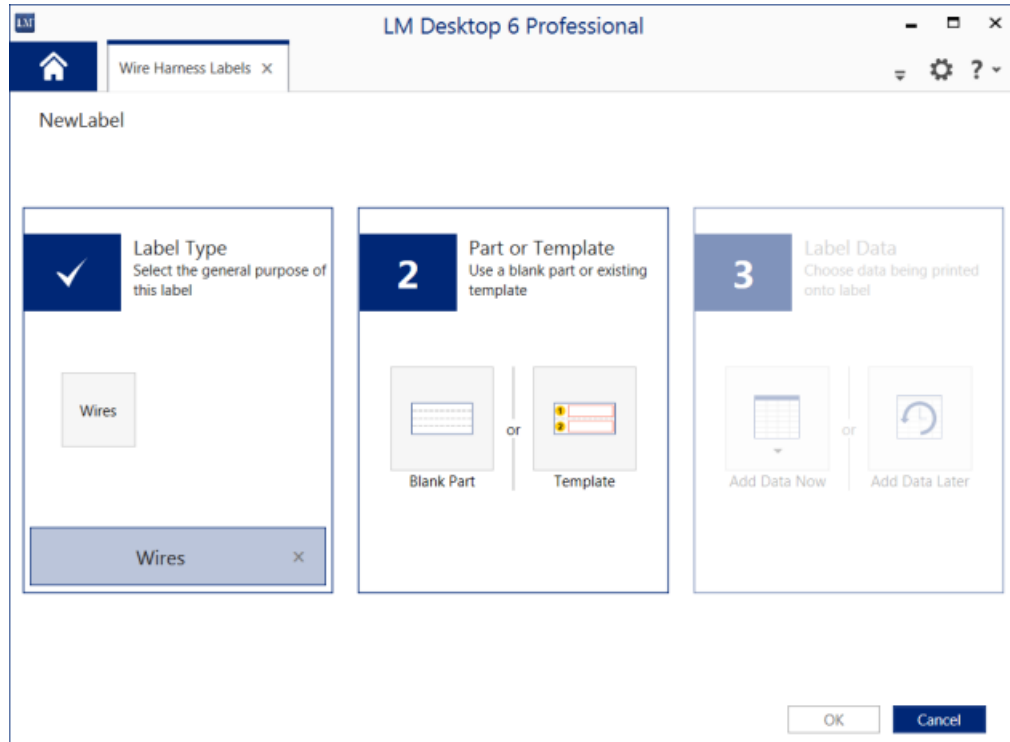 LM
LM Desktop 6 Professional
Wire Harness Labels ×
?
NewLabel
Label Type
Select the general purpose of
this label
Wires
Wires ×
2
Part or Template
Use a blank part or existing
template
1
2
or
Blank Part
Template
3
Label Data
Choose data being printed
onto label
or
Add Data Now
Add Data Later
OK
Cancel